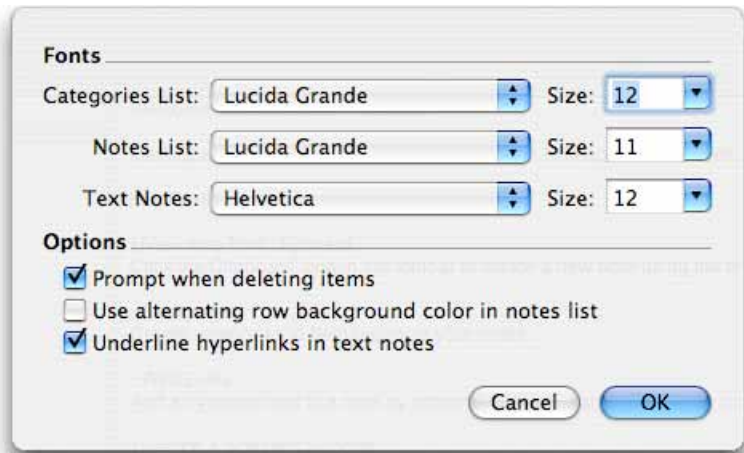 Fonts
Categories List: Lucida Grande Size: 12
Notes List: Lucida Grande Size: 11
Text Notes: Helvetica Size: 12
Options
Prompt when deleting items
Use alternating row background color in notes list
Underline hyperlinks in text notes
Cancel OK